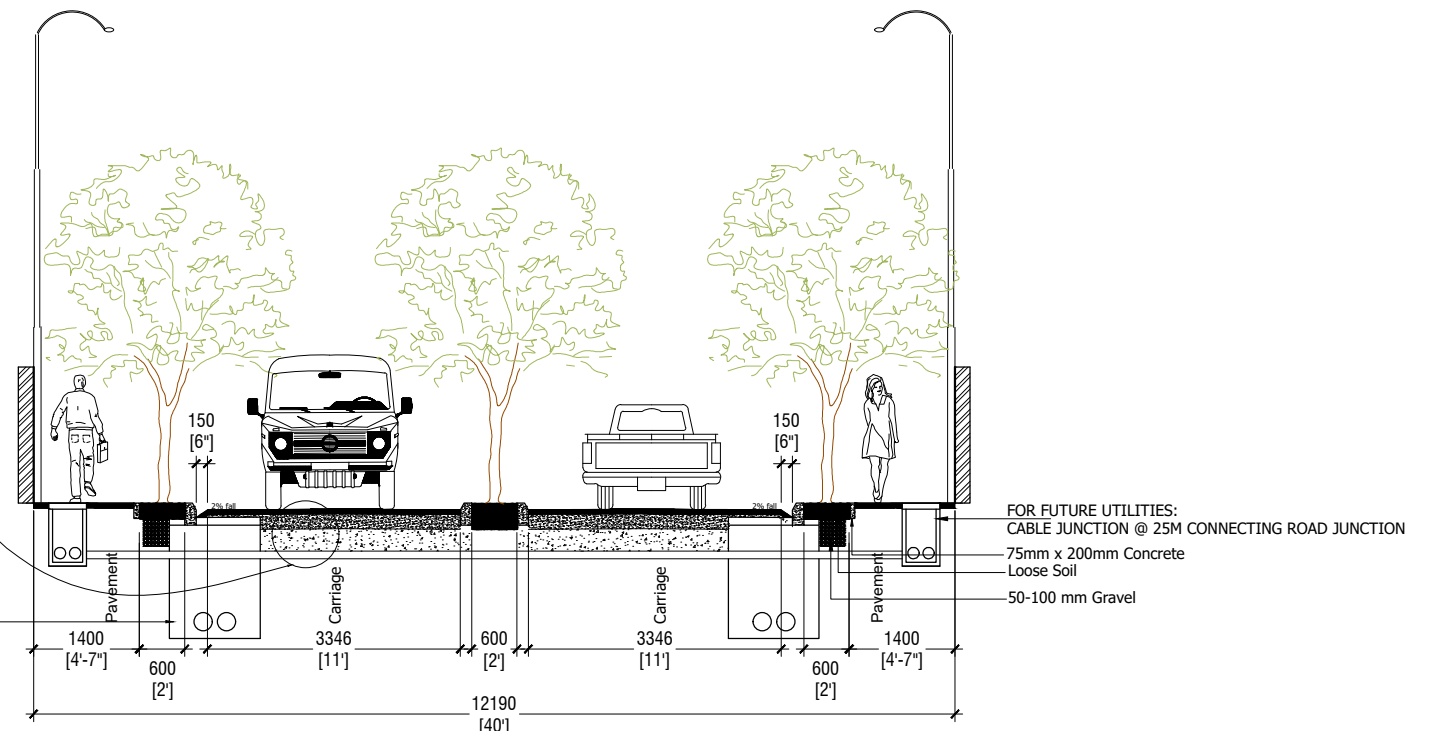 150
[6"]
150
[6"]
2% fall
2% fall
FOR FUTURE UTILITIES:
CABLE JUNCTION @ 25M CONNECTING ROAD JUNCTION
75mm x 200mm Concrete
Loose Soil
50-100 mm Gravel
Pavement
Carriage
Carriage
Pavement
1400
[4'-7"]
600
[2']
3346
[11']
600
[2']
3346
[11']
600
[2']
1400
[4'-7"]
12190
[40']